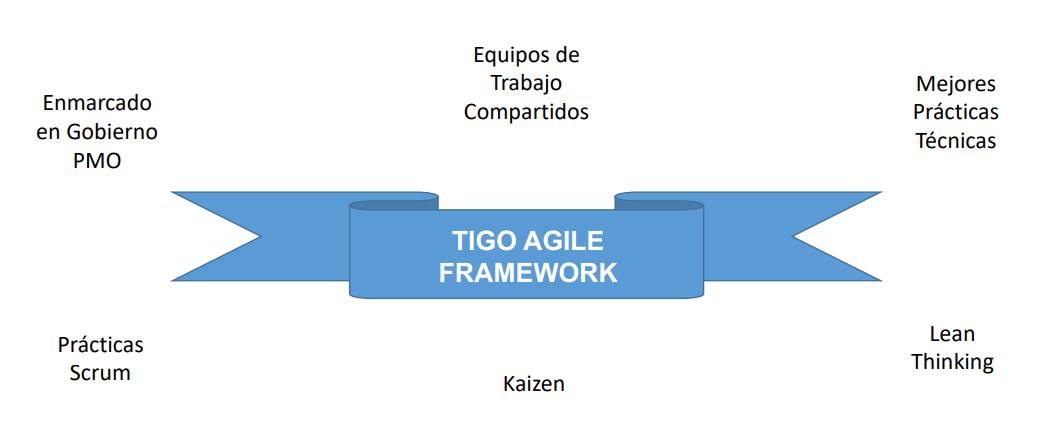 Equipos de
Trabajo
Compartidos
Enmarcado
en Gobierno
PMO
Mejores
Prácticas
Técnicas
TIGO AGILE
FRAMEWORK
Prácticas
Scrum
Kaizen
Lean
Thinking